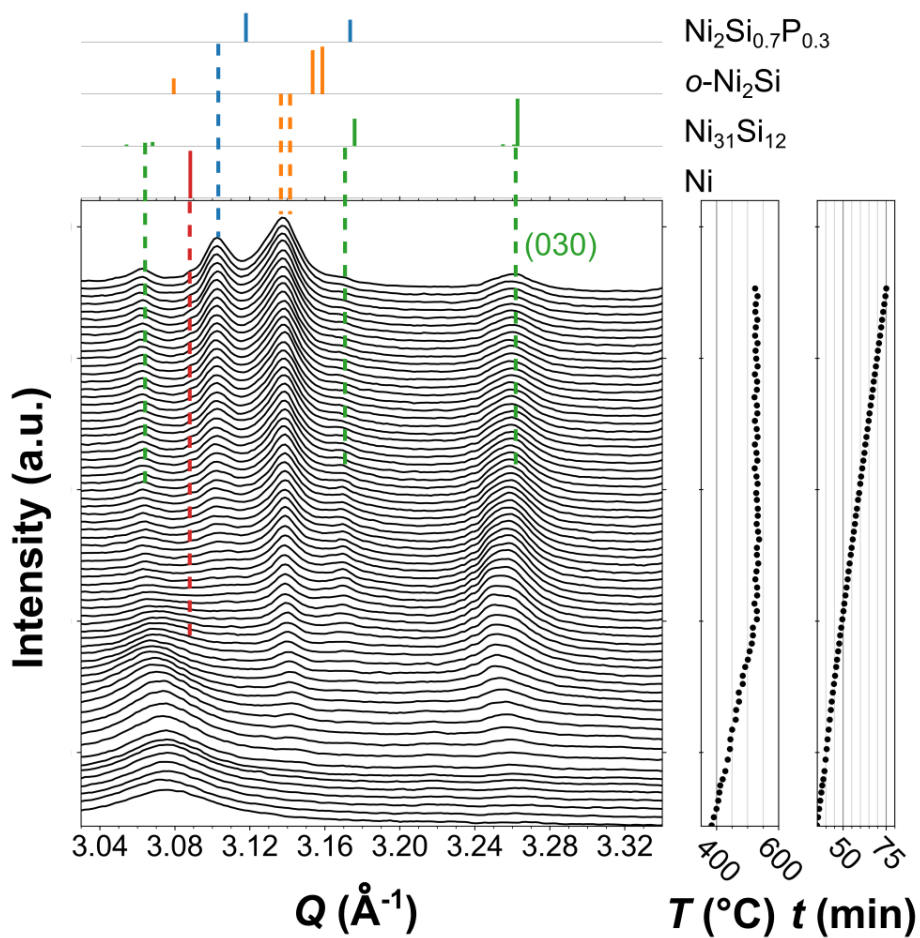 Ni₂Si₀.₇P₀.₃
o-Ni₂Si
Ni₃₁Si₁₂
Ni
(030)
Intensity (a.u.)
3.04 3.08 3.12 3.16 3.20 3.24 3.28 3.32
400 600
50 75
Q (Å⁻¹)
T (°C)
t (min)